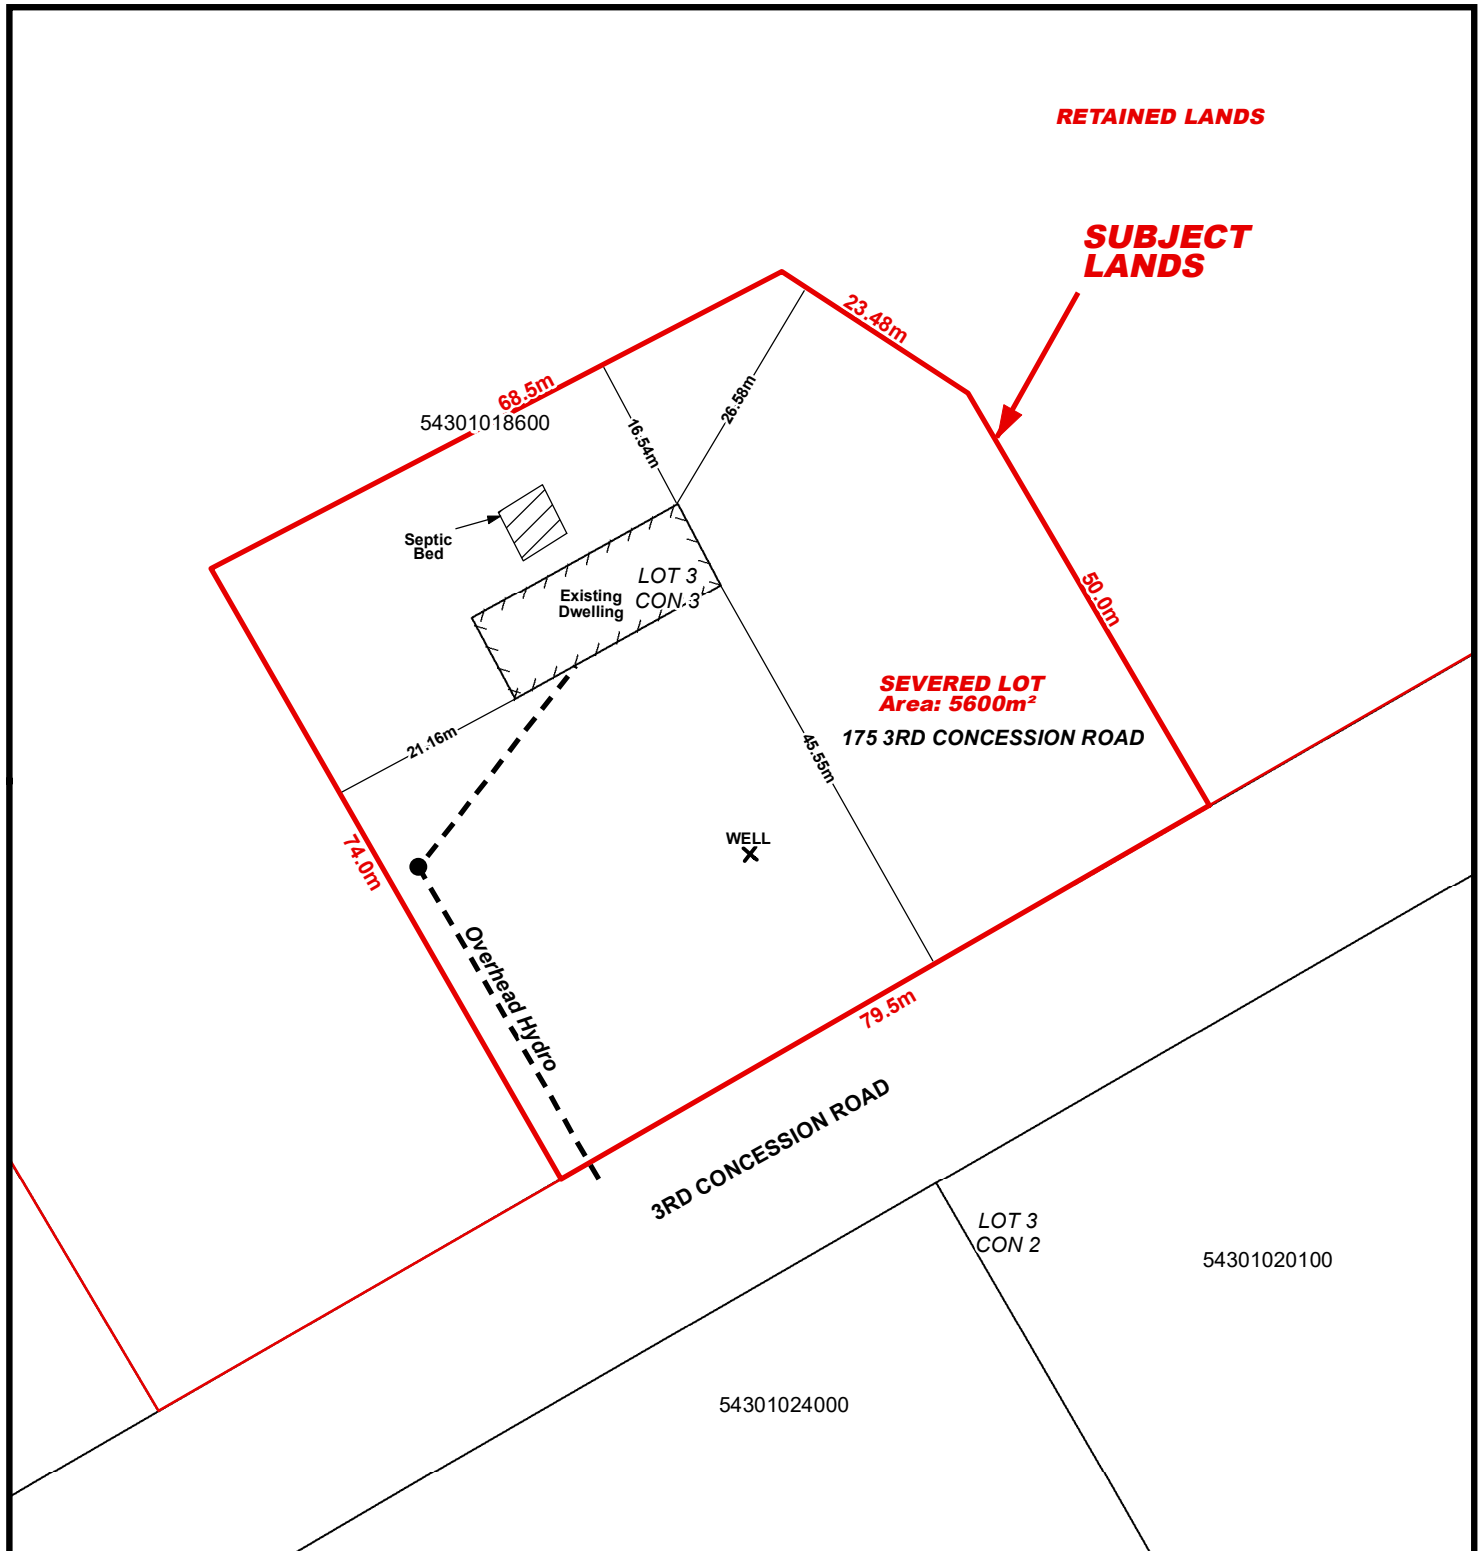 RETAINED LANDS
SUBJECT
LANDS
23.48m
68.5m
54301018600
26.58m
16.54m
Septic
Bed
LOT 3
CON 3
Existing
Dwelling
50.0m
SEVERED LOT
Area: 5600m²
175 3RD CONCESSION ROAD
21.16m
45.55m
WELL
74.0m
Overhead Hydro
79.5m
3RD CONCESSION ROAD
LOT 3
CON 2
54301020100
54301024000